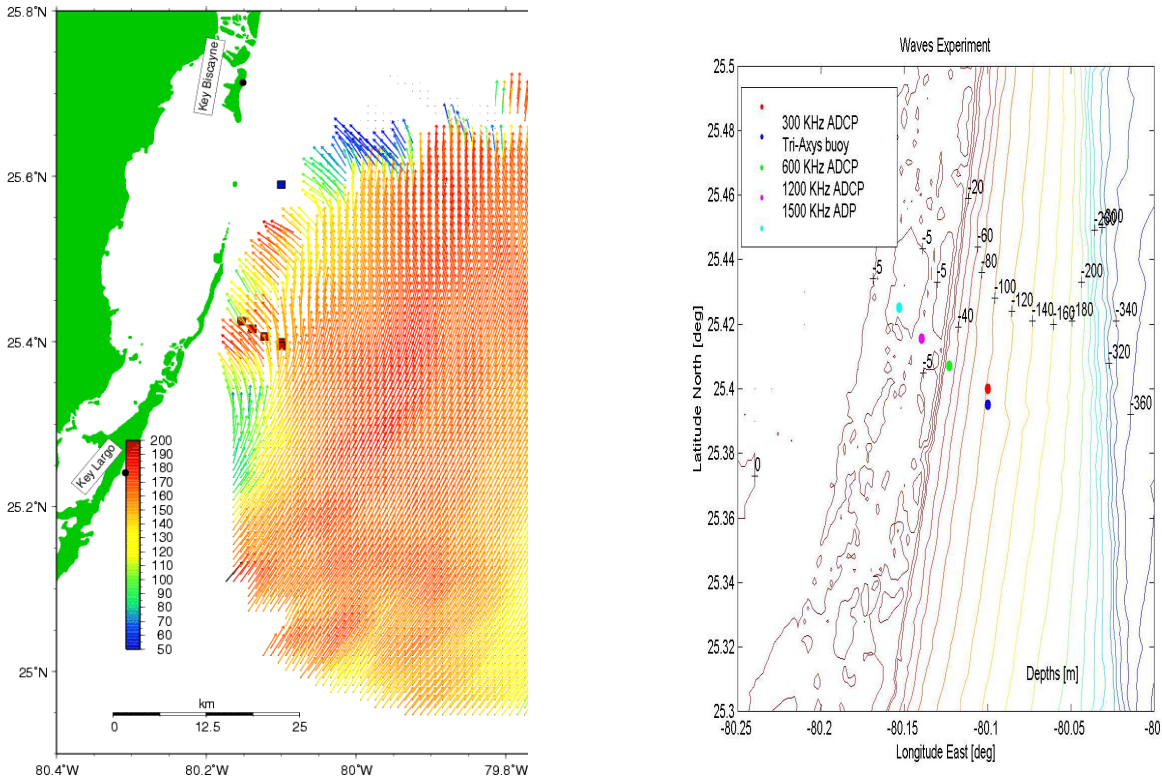 25.8°N
25.6°N
25.4°N
25.2°N
25°N
80.4°W
80.2°W
80°W
79.8°W
Key Biscayne
Key Largo
200
190
180
170
160
150
140
130
120
110
100
90
80
70
60
50
km
0
12.5
25
Waves Experiment
25.5
25.48
25.46
25.44
25.42
25.4
25.38
25.36
25.34
25.32
25.3
Latitude North [deg]
300 KHz ADCP
Tri-Axys buoy
600 KHz ADCP
1200 KHz ADCP
1500 KHz ADP
-20
-5
-5
-5
-60
-80
-100
-120
-140
-160
-180
-200
-300
-340
-40
-5
-320
-360
0
Depths [m]
-80.25
-80.2
-80.15
-80.1
-80.05
-80
Longitude East [deg]